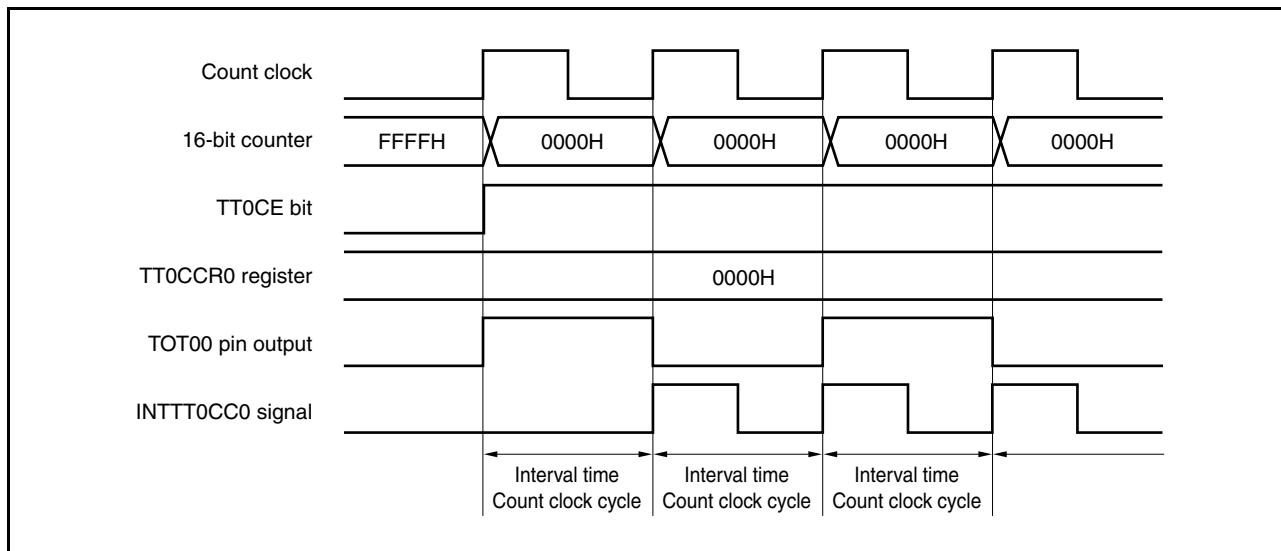 Count clock
16-bit counter FFFFH 0000H 0000H 0000H 0000H
TT0CE bit
TT0CCR0 register 0000H
TOT00 pin output
INTTT0CC0 signal
Interval time Interval time Interval time
Count clock cycle Count clock cycle Count clock cycle